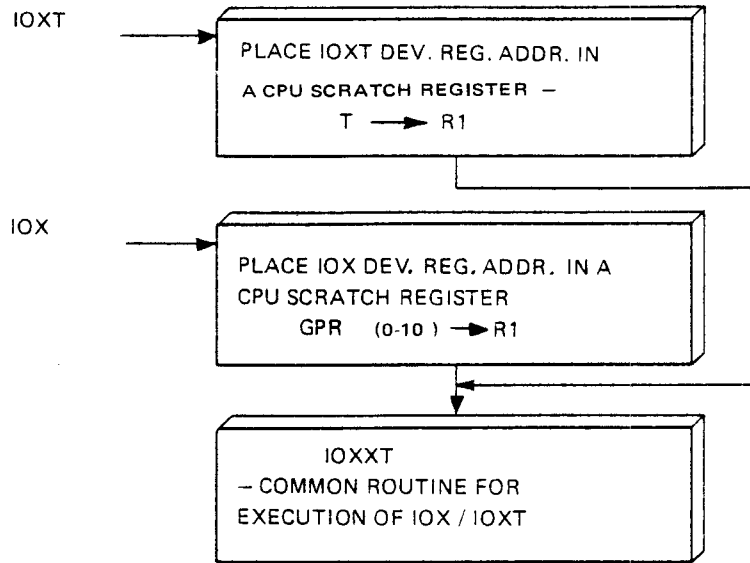 IOXT
PLACE IOXT DEV. REG. ADDR. IN
A CPU SCRATCH REGISTER –
T → R1
IOX
PLACE IOX DEV. REG. ADDR. IN A
CPU SCRATCH REGISTER
GPR (0-10) → R1
IOXXT
– COMMON ROUTINE FOR
EXECUTION OF IOX / IOXT